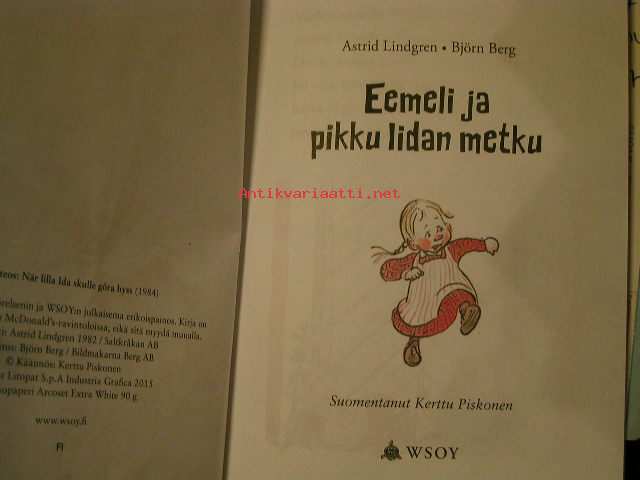 teos: När lilla Ida skulle göra hyss (1984)
ja WSOY:n julkaisema erikoispainos. Kirja on
McDonald's-ravintoloissa, eikä sitä myydä muualla.
Astrid Lindgren 1982 / Saltkråkan AB
Björn Berg / Bildmakarna Berg AB
© Käännös: Kerttu Piskonen
Listopat S.p.A Industria Grafica 2015
Arcoset Extra White 90 g.
www.wsoy.fi
FI
Astrid Lindgren • Björn Berg
Eemeli ja
pikku Iidan metku
Antikvariaatti.net
Suomentanut Kerttu Piskonen
WSOY